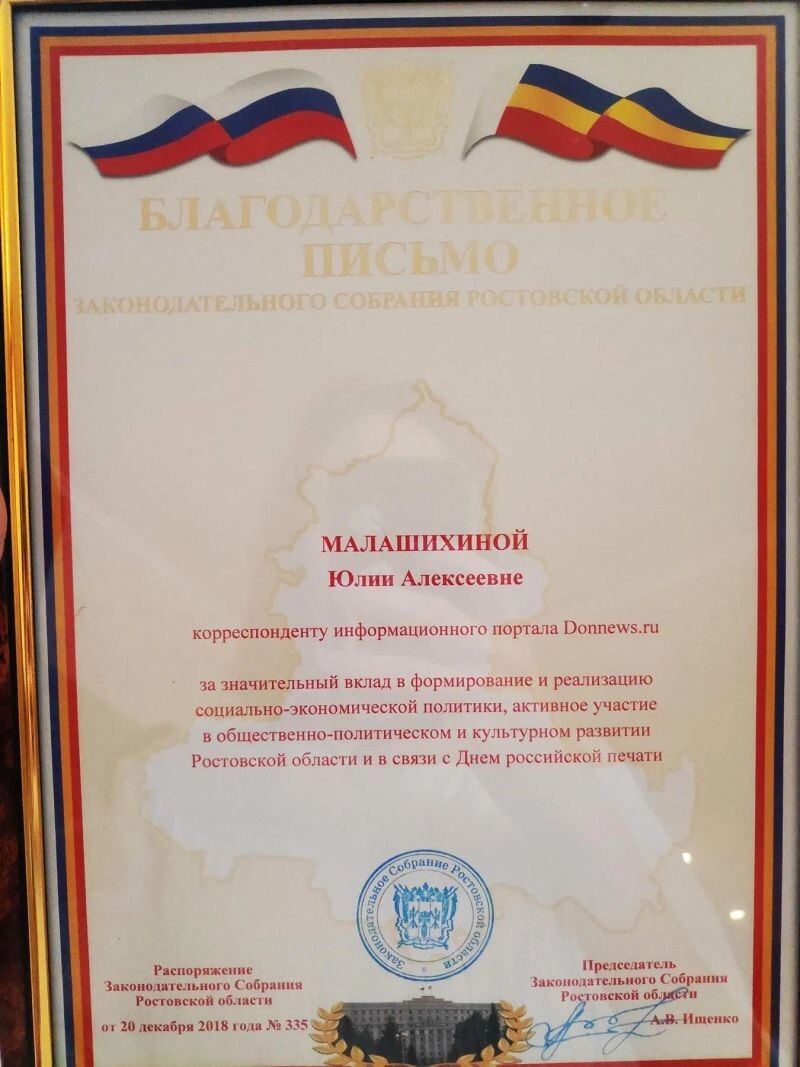 БЛАГОДАРСТВЕННОЕ
ПИСЬМО
ЗАКОНОДАТЕЛЬНОГО СОБРАНИЯ РОСТОВСКОЙ ОБЛАСТИ
МАЛАШИХИНОЙ
Юлии Алексеевне
корреспонденту информационного портала Donnews.ru
за значительный вклад в формирование и реализацию
социально-экономической политики, активное участие
в общественно-политическом и культурном развитии
Ростовской области и в связи с Днем российской печати
Законодательное Собрание Ростовской области
Распоряжение
Законодательного Собрания
Ростовской области
от 20 декабря 2018 года № 335
Председатель
Законодательного Собрания
Ростовской области
А.В. Ищенко